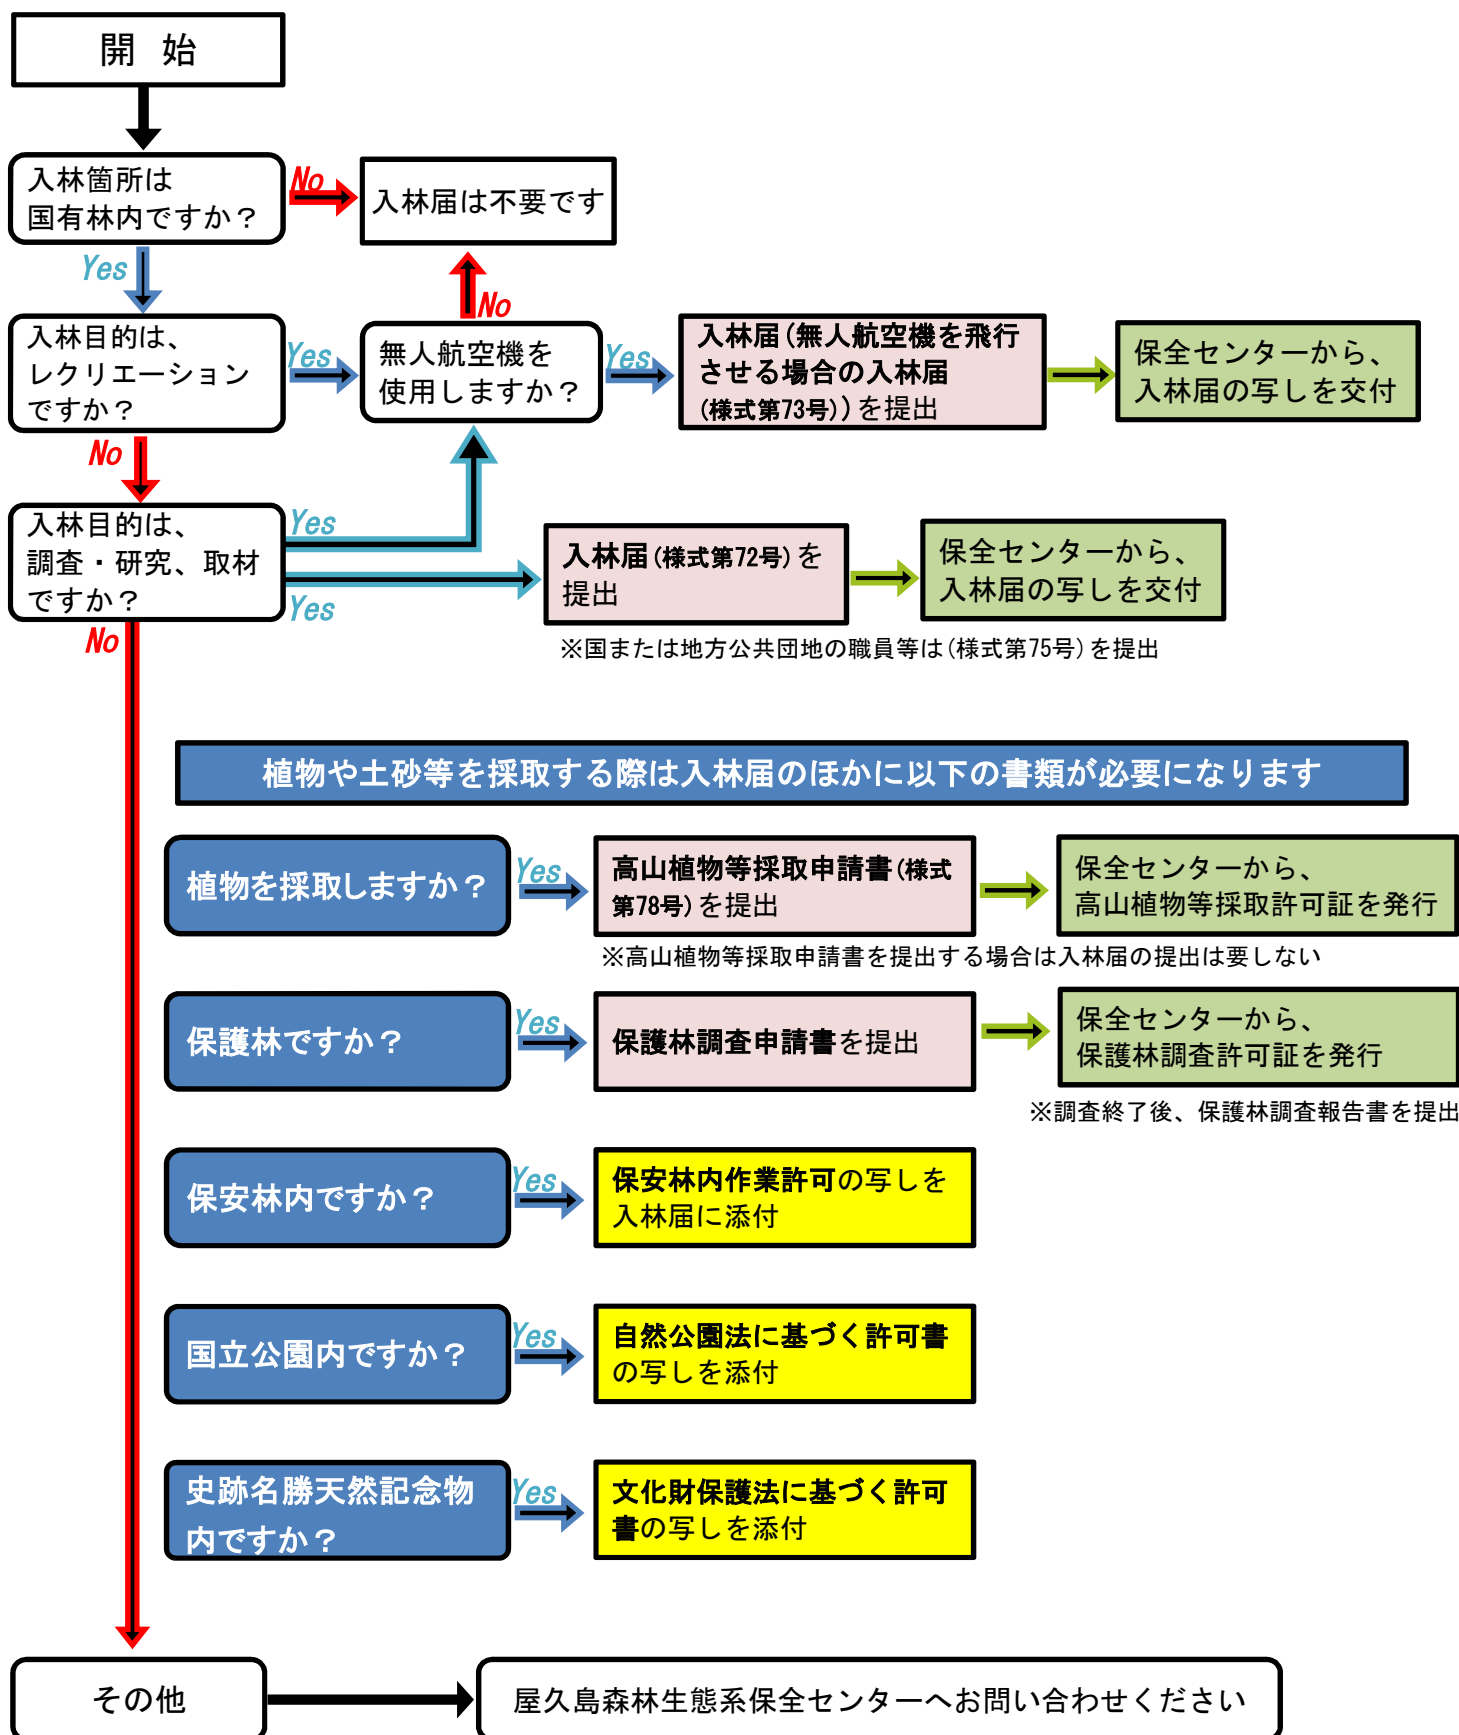 開 始
入林箇所は
国有林内ですか？
No
入林届は不要です
Yes
No
入林目的は、
レクリエーション
ですか？
Yes
無人航空機を
使用しますか？
Yes
入林届(無人航空機を飛行
させる場合の入林届
(様式第73号))を提出
保全センターから、
入林届の写しを交付
No
入林目的は、
調査・研究、取材
ですか？
Yes
Yes
入林届(様式第72号)を
提出
保全センターから、
入林届の写しを交付
※国または地方公共団地の職員等は(様式第75号)を提出
No
植物や土砂等を採取する際は入林届のほかに以下の書類が必要になります
植物を採取しますか？
Yes
高山植物等採取申請書(様式
第78号)を提出
保全センターから、
高山植物等採取許可証を発行
※高山植物等採取申請書を提出する場合は入林届の提出は要しない
保護林ですか？
Yes
保護林調査申請書を提出
保全センターから、
保護林調査許可証を発行
※調査終了後、保護林調査報告書を提出
保安林内ですか？
Yes
保安林内作業許可の写しを
入林届に添付
国立公園内ですか？
Yes
自然公園法に基づく許可書
の写しを添付
史跡名勝天然記念物
内ですか？
Yes
文化財保護法に基づく許可
書の写しを添付
その他
屋久島森林生態系保全センターへお問い合わせください